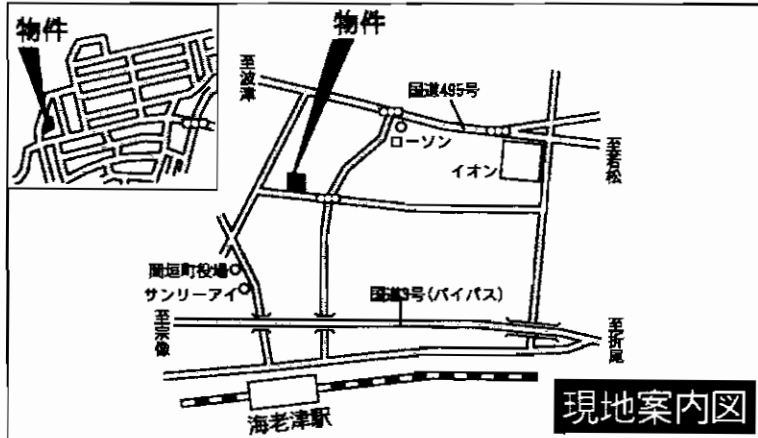 物件
物件
至波津
国道495号
ローソン
イオン
至若松
岡垣町役場
サンリーアイ
国道3号(バイパス)
至宗像
至折尾
海老津駅
現地案内図